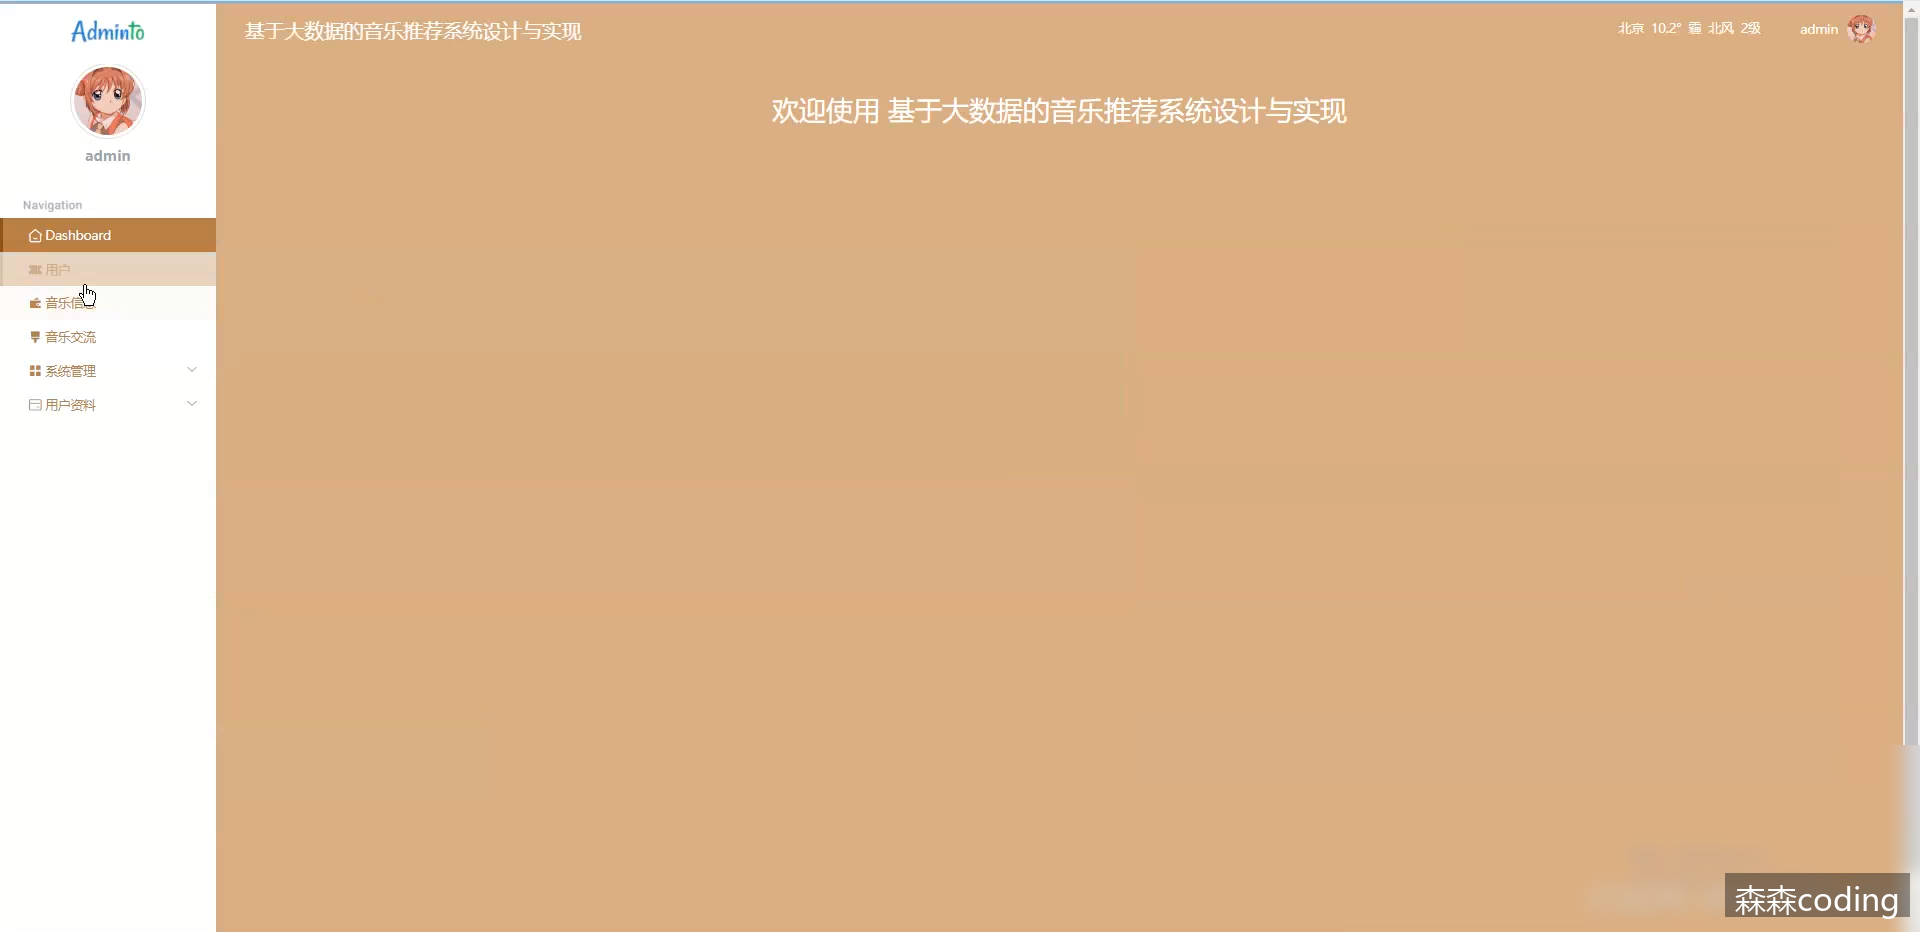 Adminto
基于大数据的音乐推荐系统设计与实现
北京 10.2° 霾 北风 2级
admin
欢迎使用 基于大数据的音乐推荐系统设计与实现
admin
Navigation
Dashboard
用户
音乐信息
音乐交流
系统管理
用户资料
森森coding